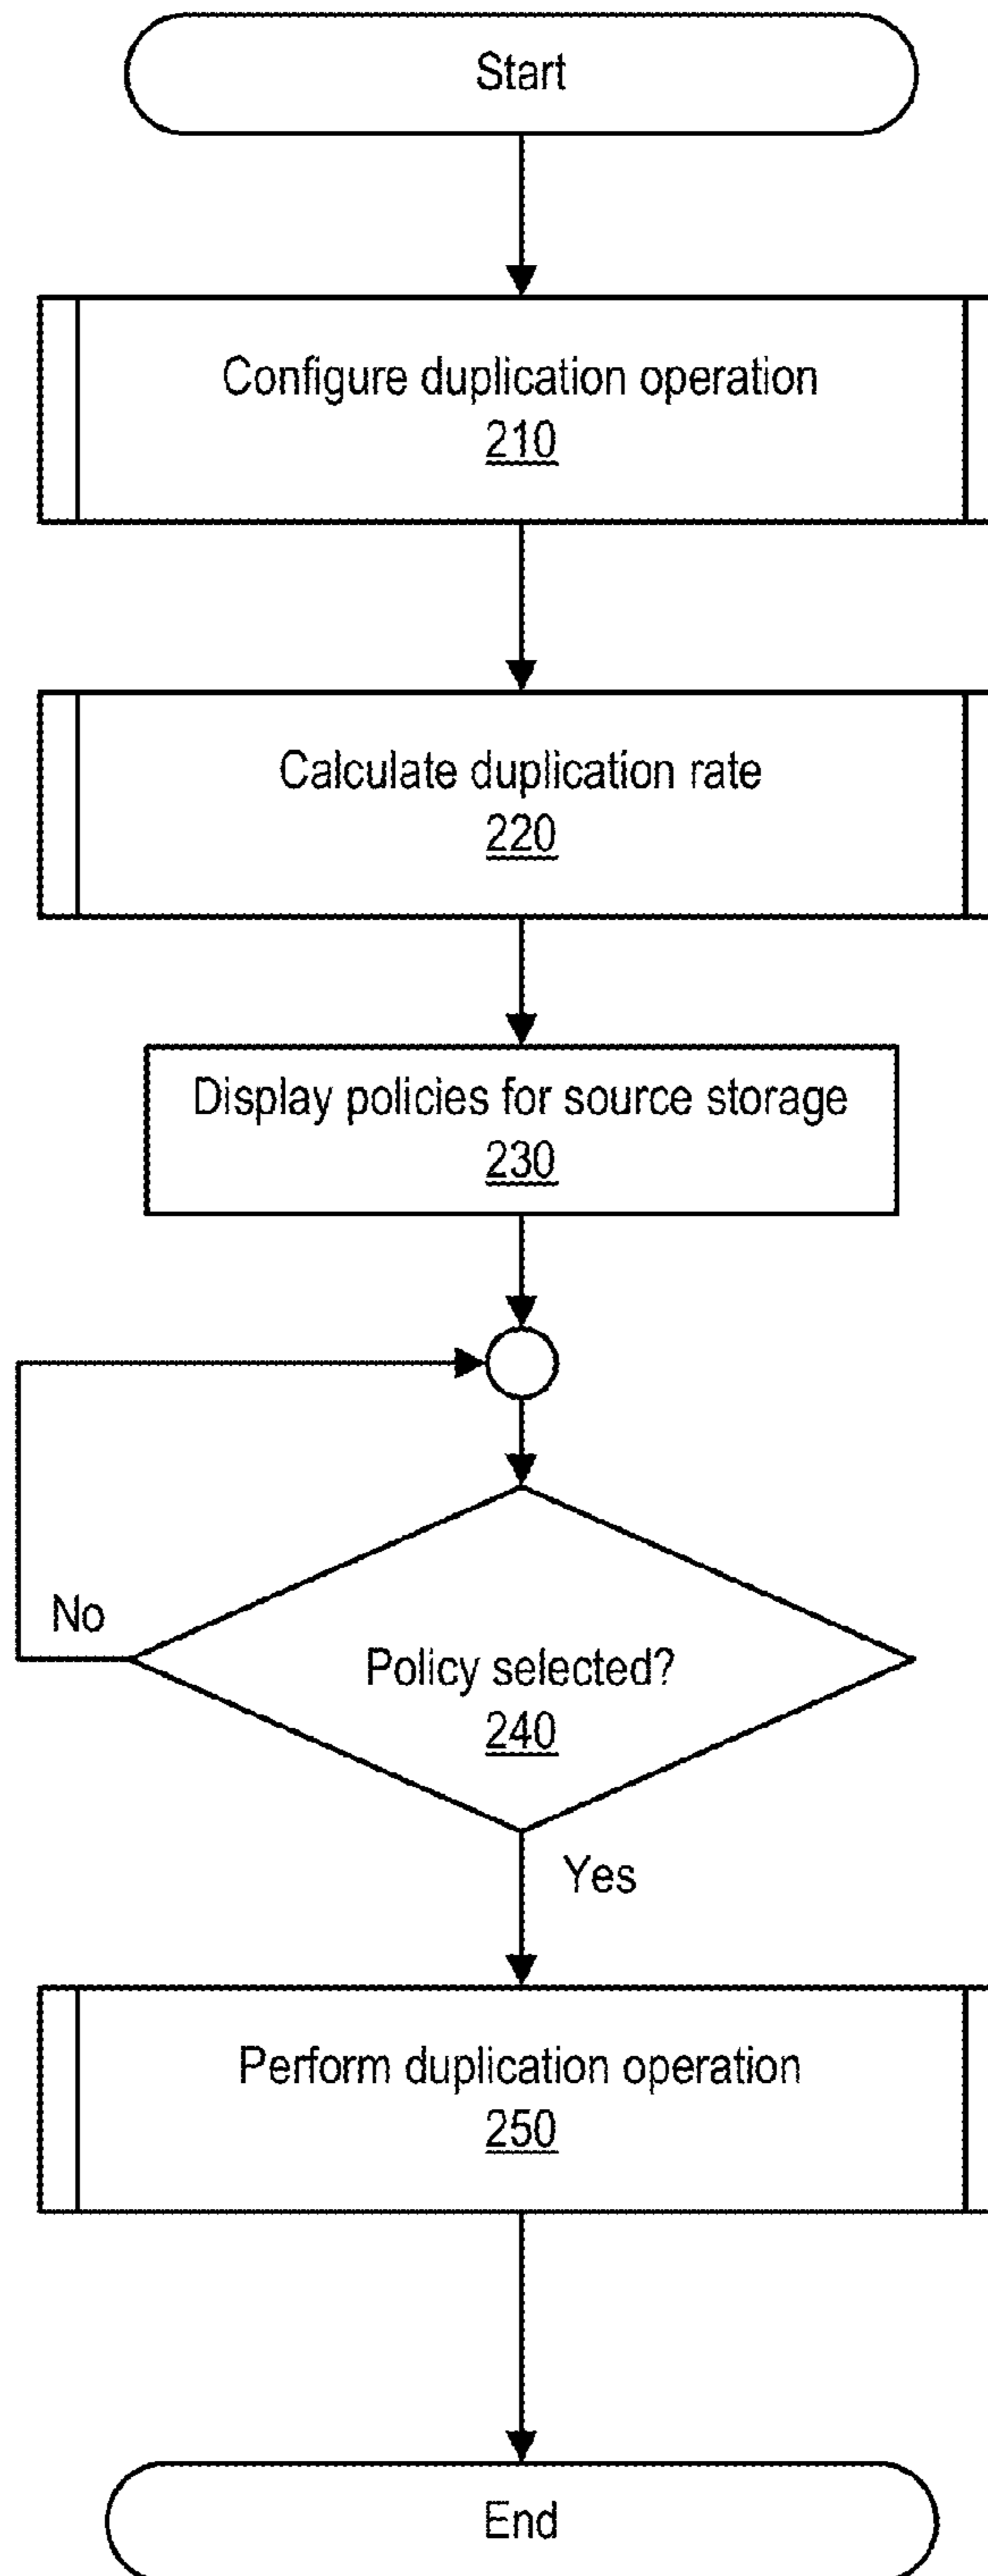 Start
Configure duplication operation
210
Calculate duplication rate
220
Display policies for source storage
230
No
Policy selected?
240
Yes
Perform duplication operation
250
End